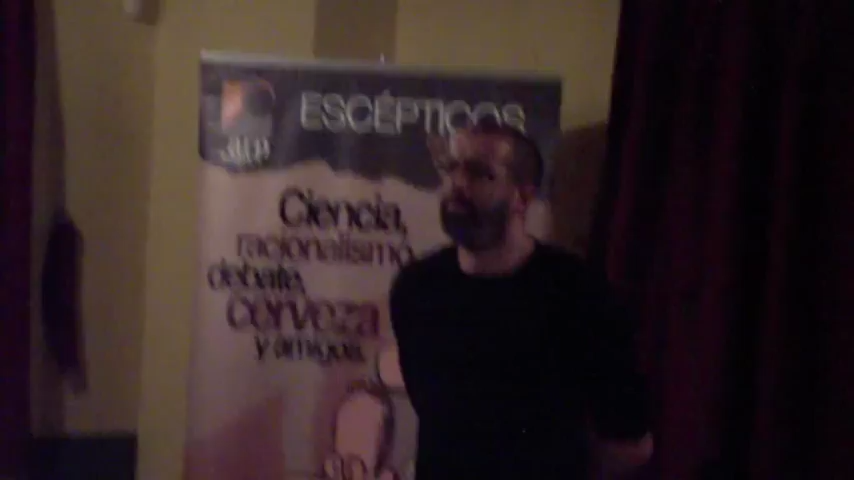 ESCÉPTICOS
Ciencia,
racionalismo
debate,
cerveza
y amigos.